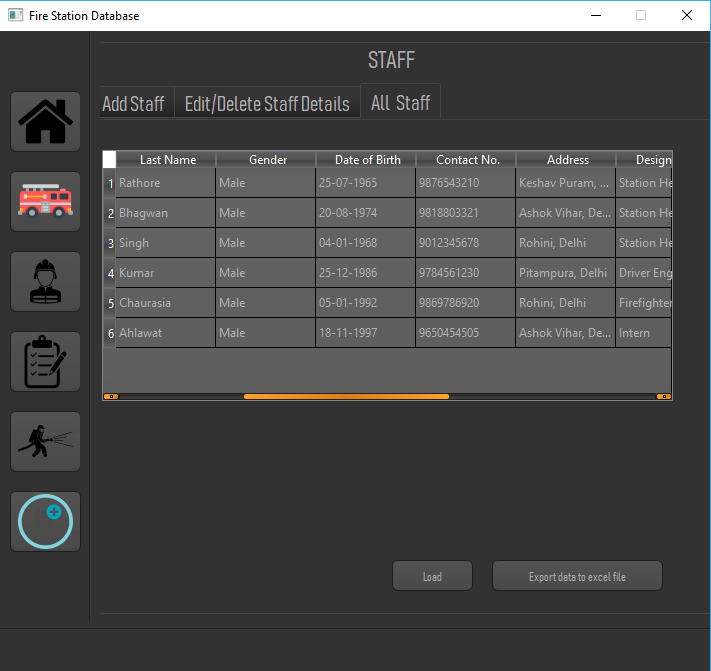 Fire Station Database
STAFF
Add Staff Edit/Delete Staff Details All Staff
Last Name Gender Date of Birth Contact No. Address Design
1 Rathore Male 25-07-1965 9876543210 Keshav Puram, ... Station He
2 Bhagwan Male 20-08-1974 9818803321 Ashok Vihar, De... Station He
3 Singh Male 04-01-1968 9012345678 Rohini, Delhi Station He
4 Kumar Male 25-12-1986 9784561230 Pitampura, Delhi Driver Eng
5 Chaurasia Male 05-01-1992 9869786920 Rohini, Delhi Firefighter
6 Ahlawat Male 18-11-1997 9650454505 Ashok Vihar, De... Intern
Load Export data to excel file